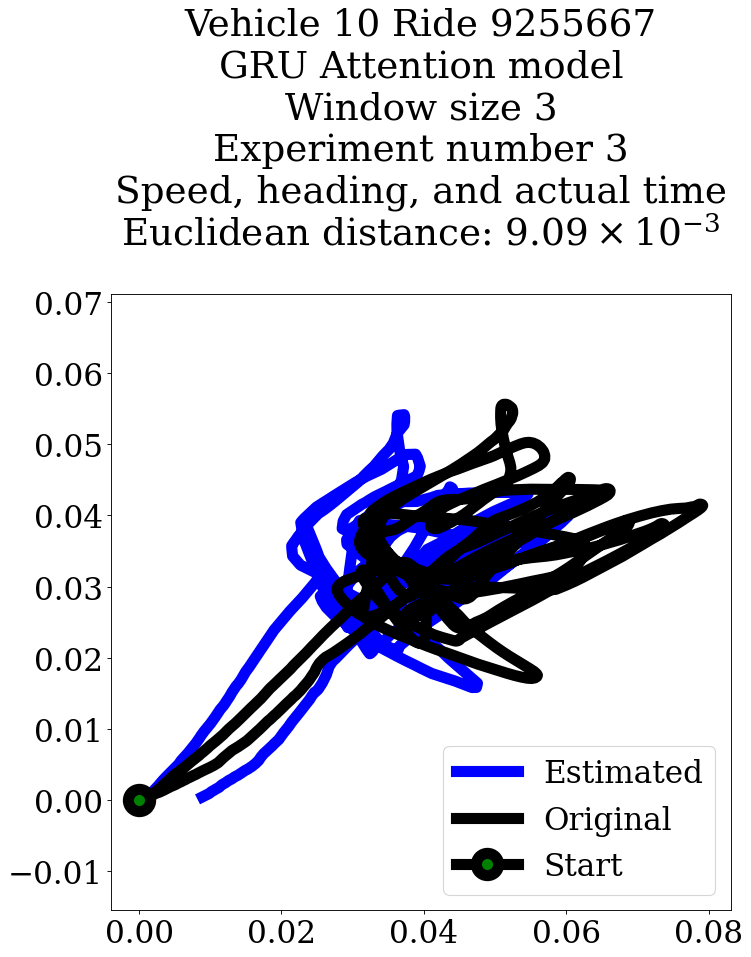 Vehicle 10 Ride 9255667
GRU Attention model
Window size 3
Experiment number 3
Speed, heading, and actual time
Euclidean distance: 9.09 × 10⁻³
0.07
0.06
0.05
0.04
0.03
0.02
0.01
0.00
−0.01
Estimated
Original
Start
0.00 0.02 0.04 0.06 0.08